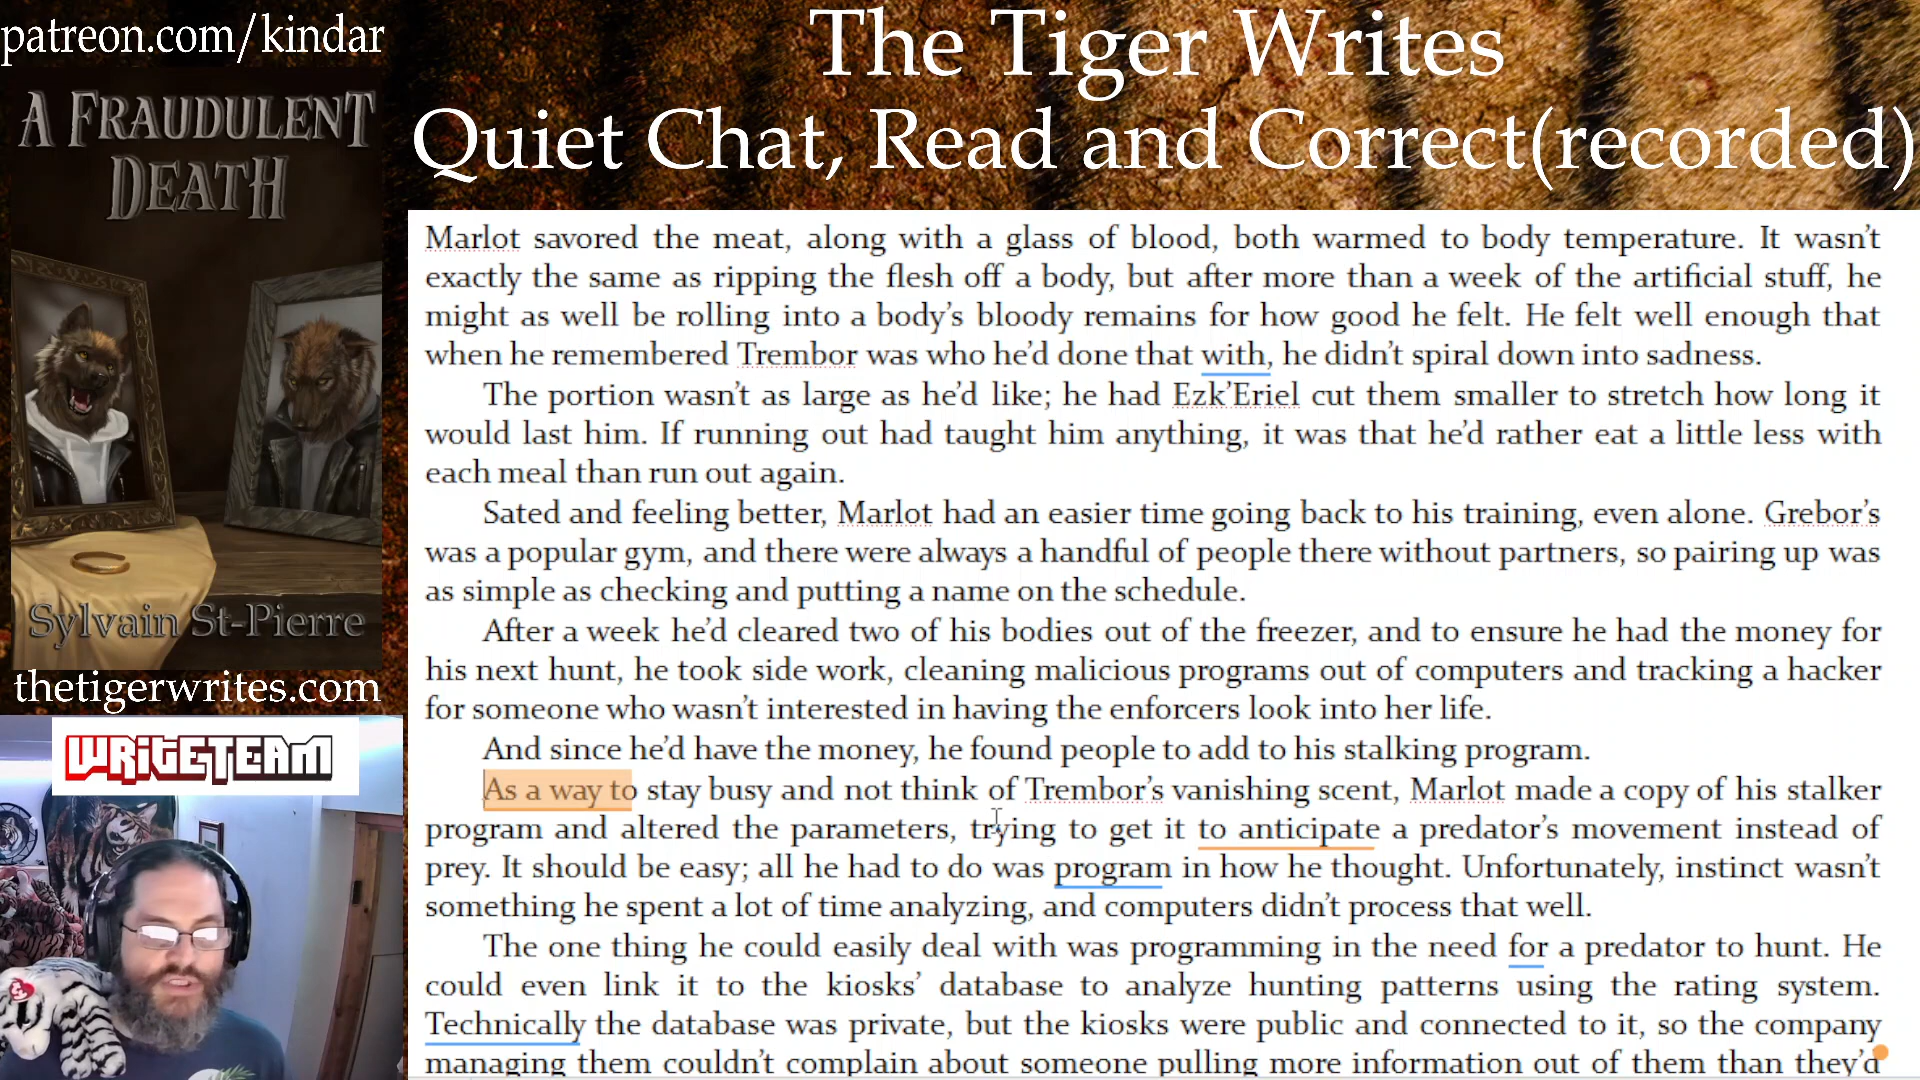 patreon.com/kindar
The Tiger Writes
Quiet Chat, Read and Correct(recorded)
A FRAUDULENT
DEATH
Sylvain St-Pierre
thetigerwrites.com
WRITETEAM
Marlot savored the meat, along with a glass of blood, both warmed to body temperature. It wasn’t
exactly the same as ripping the flesh off a body, but after more than a week of the artificial stuff, he
might as well be rolling into a body’s bloody remains for how good he felt. He felt well enough that
when he remembered Trembor was who he’d done that with, he didn’t spiral down into sadness.
The portion wasn’t as large as he’d like; he had Ezk’Eriel cut them smaller to stretch how long it
would last him. If running out had taught him anything, it was that he’d rather eat a little less with
each meal than run out again.
Sated and feeling better, Marlot had an easier time going back to his training, even alone. Grebor’s
was a popular gym, and there were always a handful of people there without partners, so pairing up was
as simple as checking and putting a name on the schedule.
After a week he’d cleared two of his bodies out of the freezer, and to ensure he had the money for
his next hunt, he took side work, cleaning malicious programs out of computers and tracking a hacker
for someone who wasn’t interested in having the enforcers look into her life.
And since he’d have the money, he found people to add to his stalking program.
As a way to stay busy and not think of Trembor’s vanishing scent, Marlot made a copy of his stalker
program and altered the parameters, trying to get it to anticipate a predator’s movement instead of
prey. It should be easy; all he had to do was program in how he thought. Unfortunately, instinct wasn’t
something he spent a lot of time analyzing, and computers didn’t process that well.
The one thing he could easily deal with was programming in the need for a predator to hunt. He
could even link it to the kiosks’ database to analyze hunting patterns using the rating system.
Technically the database was private, but the kiosks were public and connected to it, so the company
managing them couldn’t complain about someone pulling more information out of them than they’d